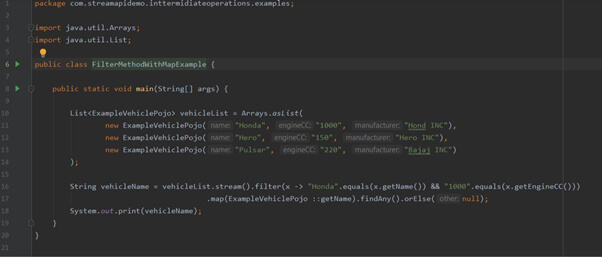 1 package com.streamapidemo.inttermidiateoperations.examples;
2
3 import java.util.Arrays;
4 import java.util.List;
5
6 public class FilterMethodWithMapExample {
7
8 public static void main(String[] args) {
9
10 List<ExampleVehiclePojo> vehicleList = Arrays.asList(
11 new ExampleVehiclePojo( name: "Honda", engineCC: "1000", manufacturer: "Hond INC"),
12 new ExampleVehiclePojo( name: "Hero", engineCC: "150", manufacturer: "Hero INC"),
13 new ExampleVehiclePojo( name: "Pulsar", engineCC: "220", manufacturer: "Bajaj INC")
14 );
15
16 String vehicleName = vehicleList.stream().filter(x -> "Honda".equals(x.getName()) && "1000".equals(x.getEngineCC()))
17 .map(ExampleVehiclePojo ::getName).findAny().orElse( other: null);
18 System.out.print(vehicleName);
19 }
20 }
21